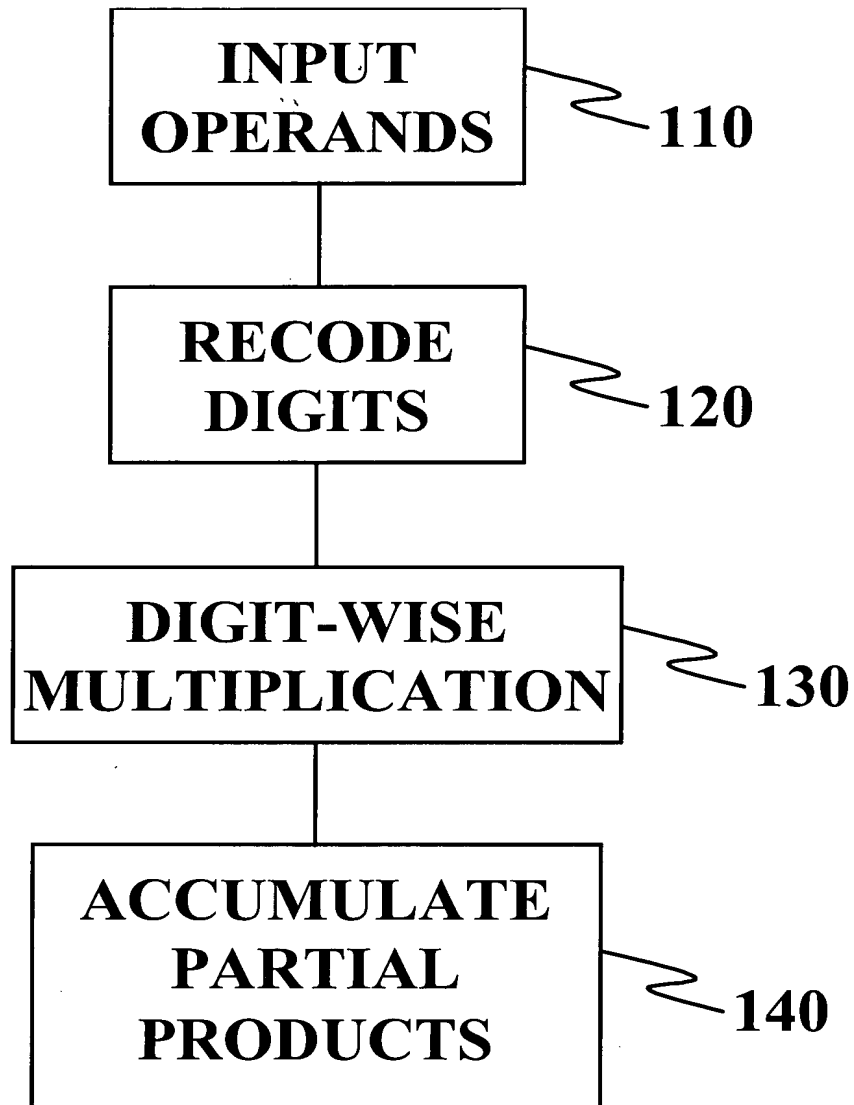 INPUT
OPERANDS
110
RECODE
DIGITS
120
DIGIT-WISE
MULTIPLICATION
130
ACCUMULATE
PARTIAL
PRODUCTS
140